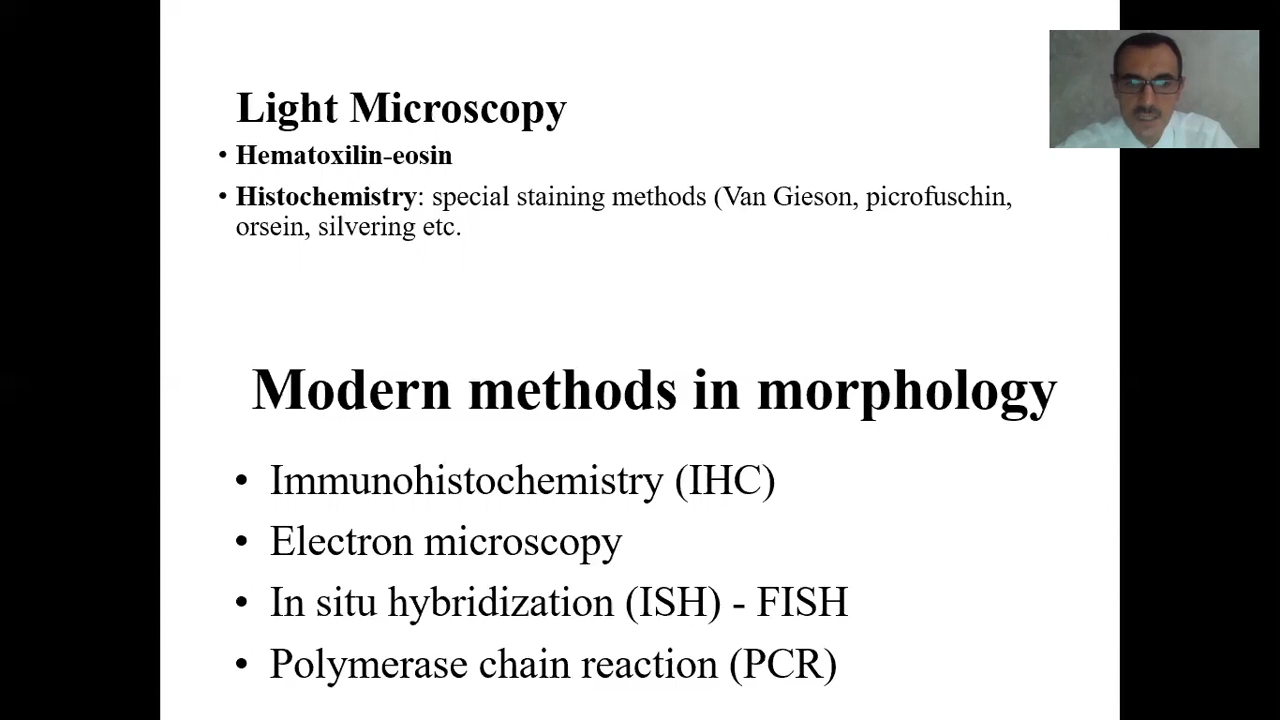 Light Microscopy
• Hematoxilin-eosin
• Histochemistry: special staining methods (Van Gieson, picrofuschin,
orsein, silvering etc.
Modern methods in morphology
• Immunohistochemistry (IHC)
• Electron microscopy
• In situ hybridization (ISH) - FISH
• Polymerase chain reaction (PCR)